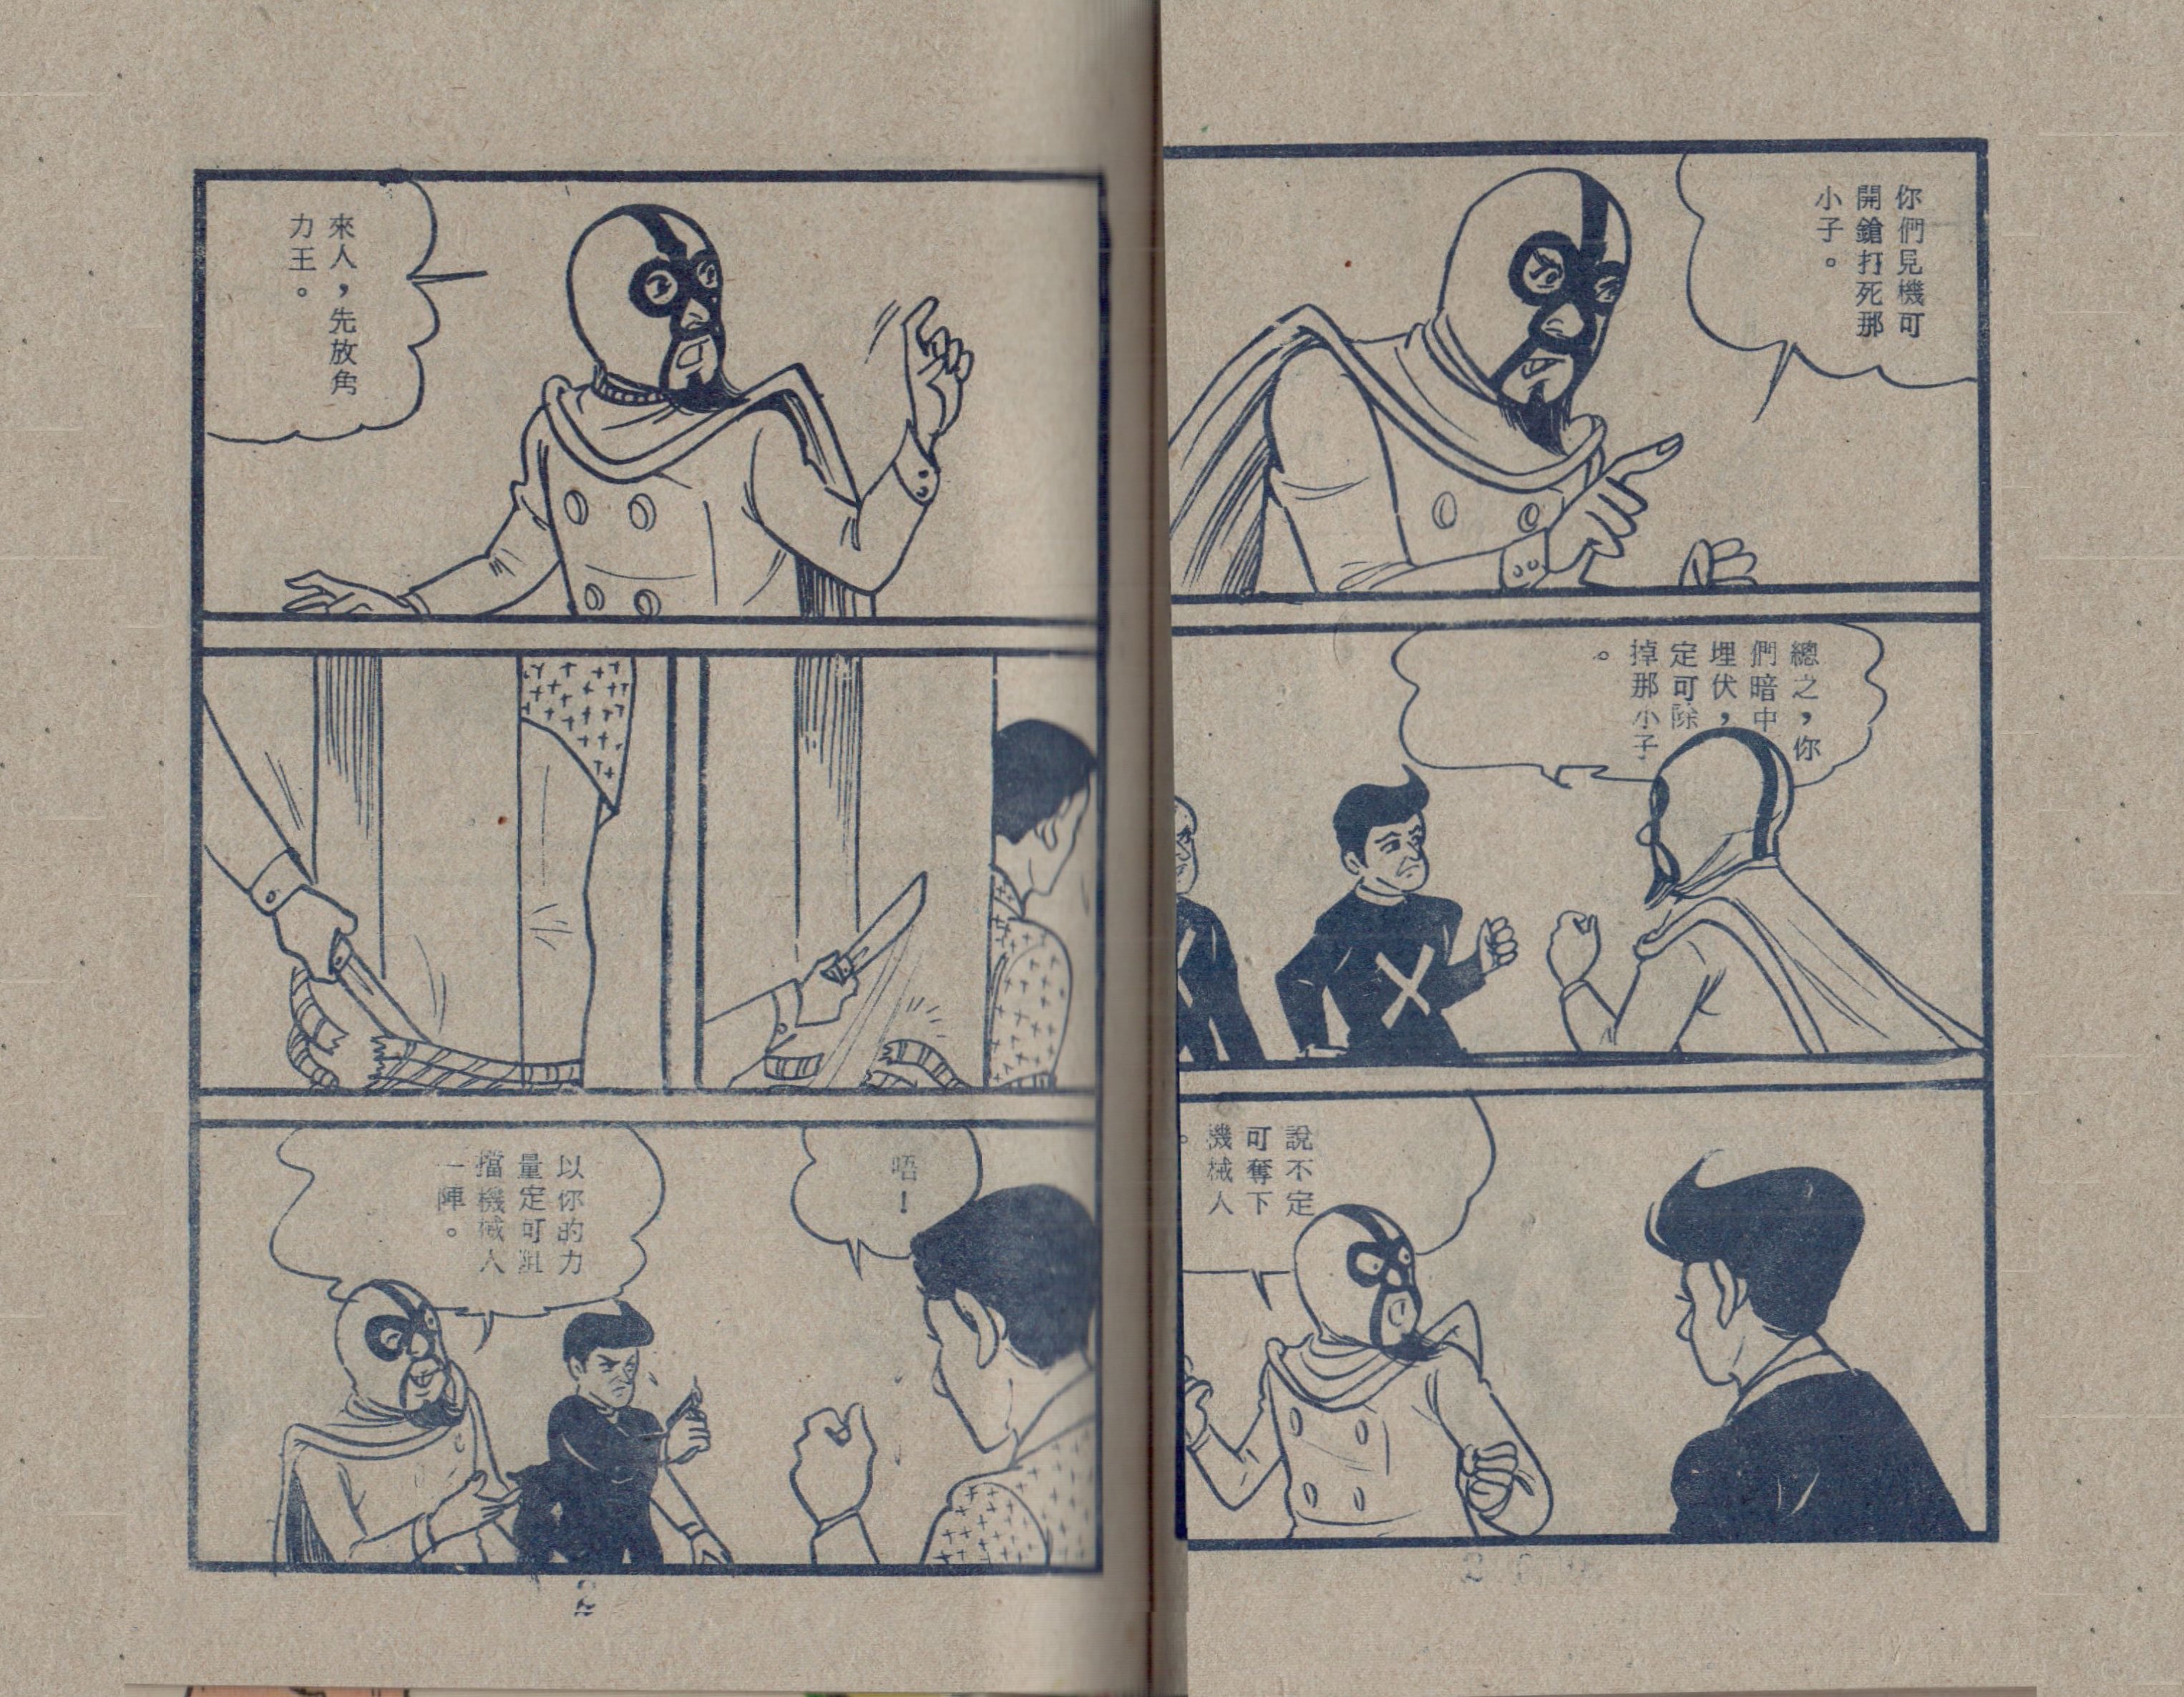 你們見機可
開鎗打死那
小子。
總之，你
們暗中
埋伏，
定可除
掉那小子
。
說不定
可奪下
機械人
。
來人，先放角
力王。
唔！
以你的力
量定可阻
擋機械人
一陣。